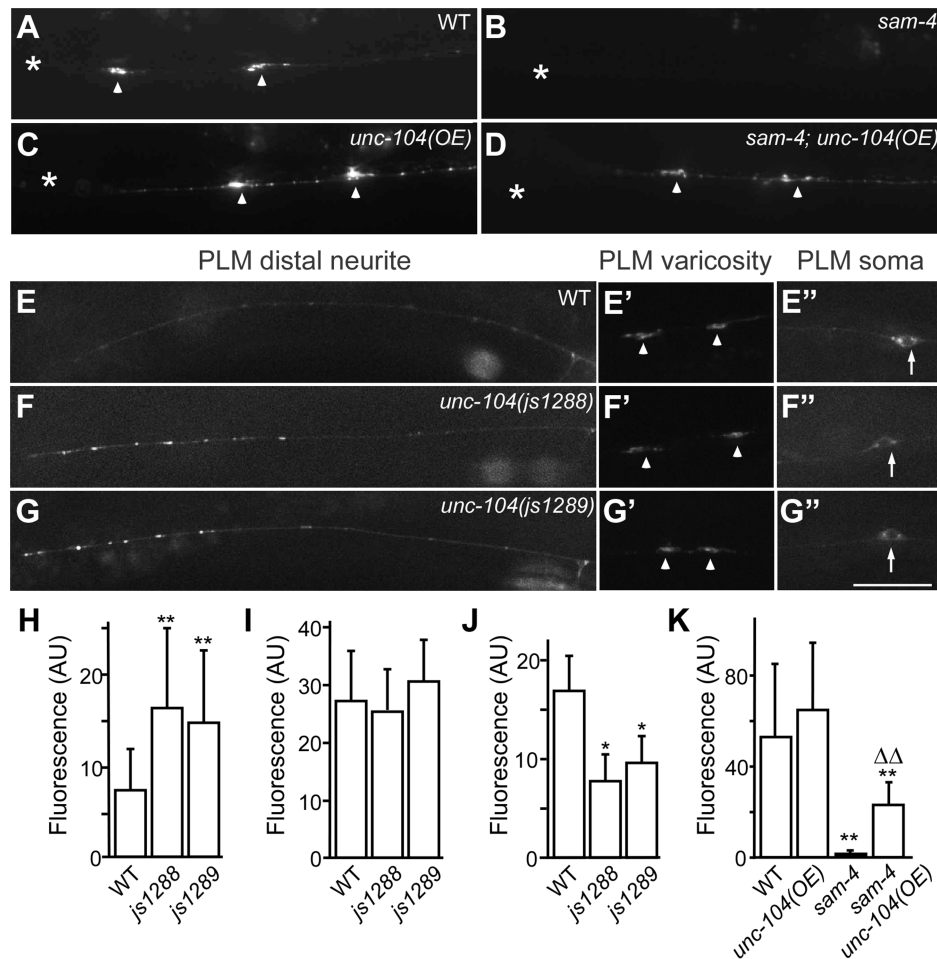 A WT
*
B sam-4
*
C unc-104(OE)
*
D sam-4; unc-104(OE)
*
PLM distal neurite PLM varicosity PLM soma
E WT E' E"
F unc-104(js1288) F' F"
G unc-104(js1289) G' G"
H
Fluorescence (AU)
20
10
0
** **
WT js1288 js1289
I
Fluorescence (AU)
40
30
20
10
0
WT js1288 js1289
J
Fluorescence (AU)
20
10
0
* *
WT js1288 js1289
K
Fluorescence (AU)
80
40
0
**
ΔΔ
**
WT unc-104(OE) sam-4 sam-4 unc-104(OE)